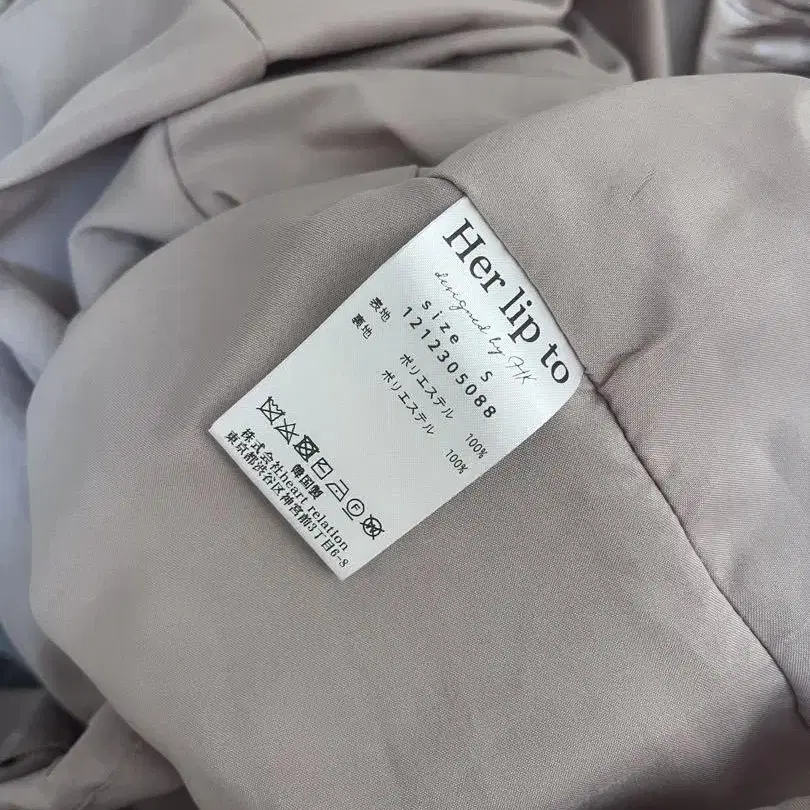 Her lip to
designed by HK
size S
1212305088
表地 ポリエステル 100%
裏地 ポリエステル 100%
F W
韓国製
株式会社heart relation
東京都渋谷区神宮前3丁目6-8